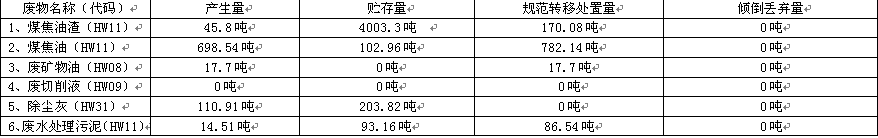 废物名称（代码） 产生量 贮存量 规范转移处置量 倾倒丢弃量
1、煤焦油渣（HW11） 45.8吨 4003.3吨 170.08吨 0吨
2、煤焦油（HW11） 698.54吨 102.96吨 782.14吨 0吨
3、废矿物油（HW08） 17.7吨 0吨 17.7吨 0吨
4、废切削液（HW09） 0吨 0吨 0吨 0吨
5、除尘灰（HW31） 110.91吨 203.82吨 0吨 0吨
6.废水处理污泥(HW11) 14.51吨 93.16吨 86.54吨 0吨